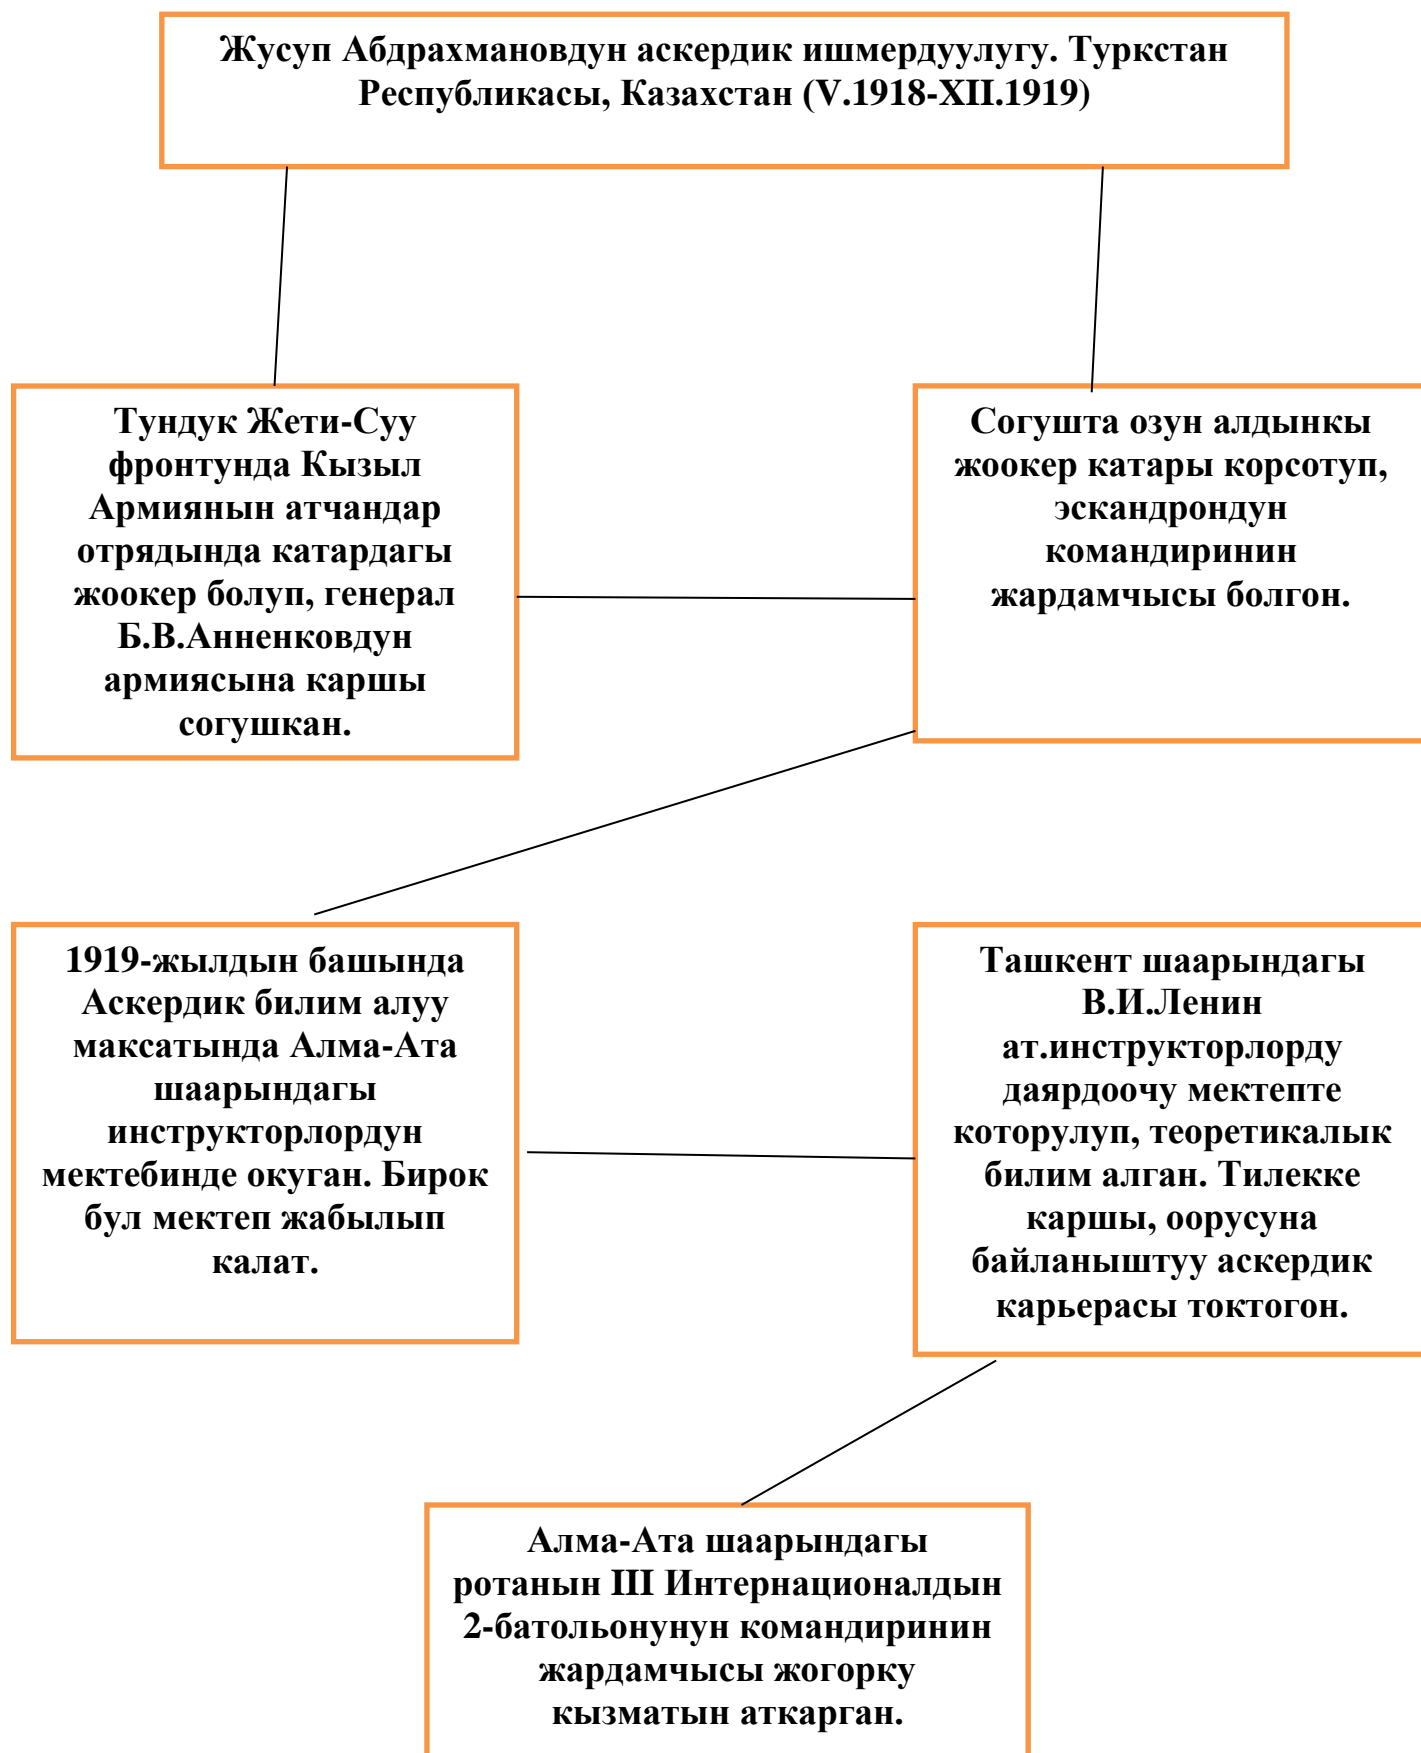 Жусуп Абдрахмановдун аскердик ишмердуулугу. Туркстан
Республикасы, Казахстан (V.1918-XII.1919)
Тундук Жети-Суу
фронтунда Кызыл
Армиянын атчандар
отрядында катардагы
жоокер болуп, генерал
Б.В.Анненковдун
армиясына каршы
согушкан.
Согушта озун алдынкы
жоокер катары корсотуп,
эскандрондун
командиринин
жардамчысы болгон.
1919-жылдын башында
Аскердик билим алуу
максатында Алма-Ата
шаарындагы
инструкторлордун
мектебинде окуган. Бирок
бул мектеп жабылып
калат.
Ташкент шаарындагы
В.И.Ленин
ат.инструкторлорду
даярдоочу мектепте
которулуп, теоретикалык
билим алган. Тилекке
каршы, оорусуна
байланыштуу аскердик
карьерасы токтогон.
Алма-Ата шаарындагы
ротанын III Интернационалдын
2-батольонунун командиринин
жардамчысы жогорку
кызматын аткарган.